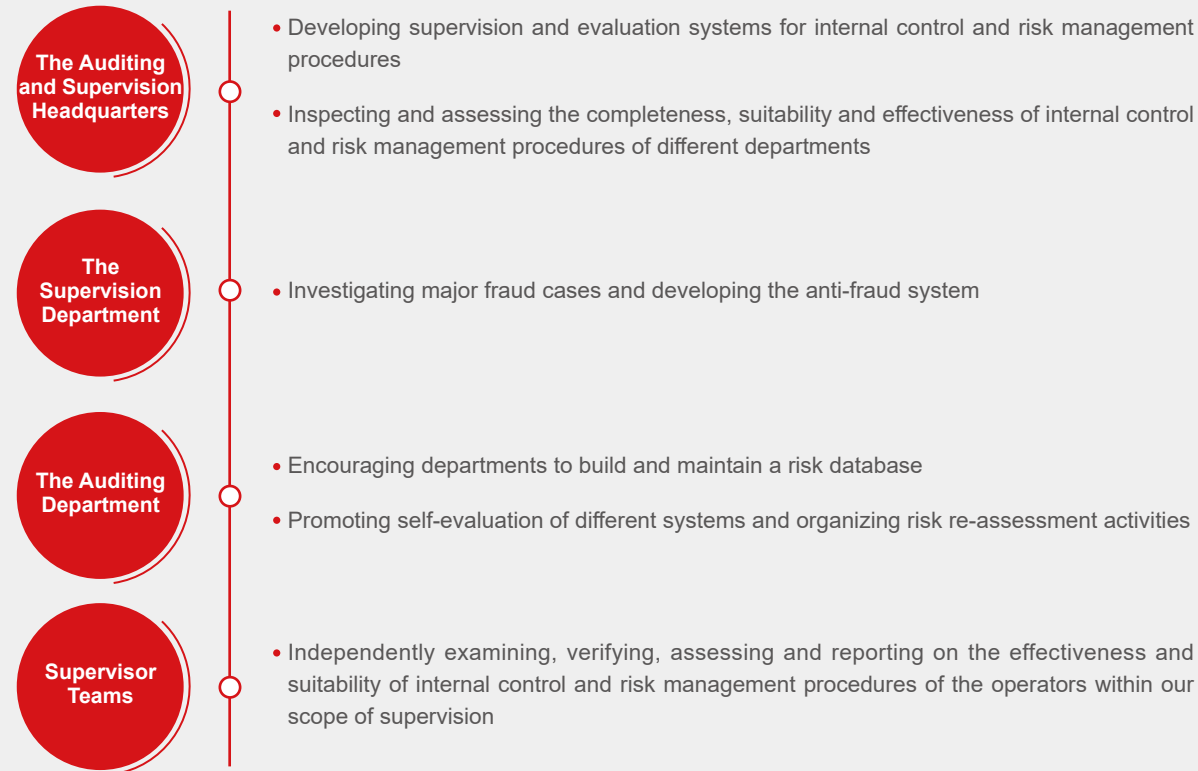 The Auditing
and Supervision
Headquarters
• Developing supervision and evaluation systems for internal control and risk management
procedures
• Inspecting and assessing the completeness, suitability and effectiveness of internal control
and risk management procedures of different departments
The
Supervision
Department
• Investigating major fraud cases and developing the anti-fraud system
The Auditing
Department
• Encouraging departments to build and maintain a risk database
• Promoting self-evaluation of different systems and organizing risk re-assessment activities
Supervisor
Teams
• Independently examining, verifying, assessing and reporting on the effectiveness and
suitability of internal control and risk management procedures of the operators within our
scope of supervision